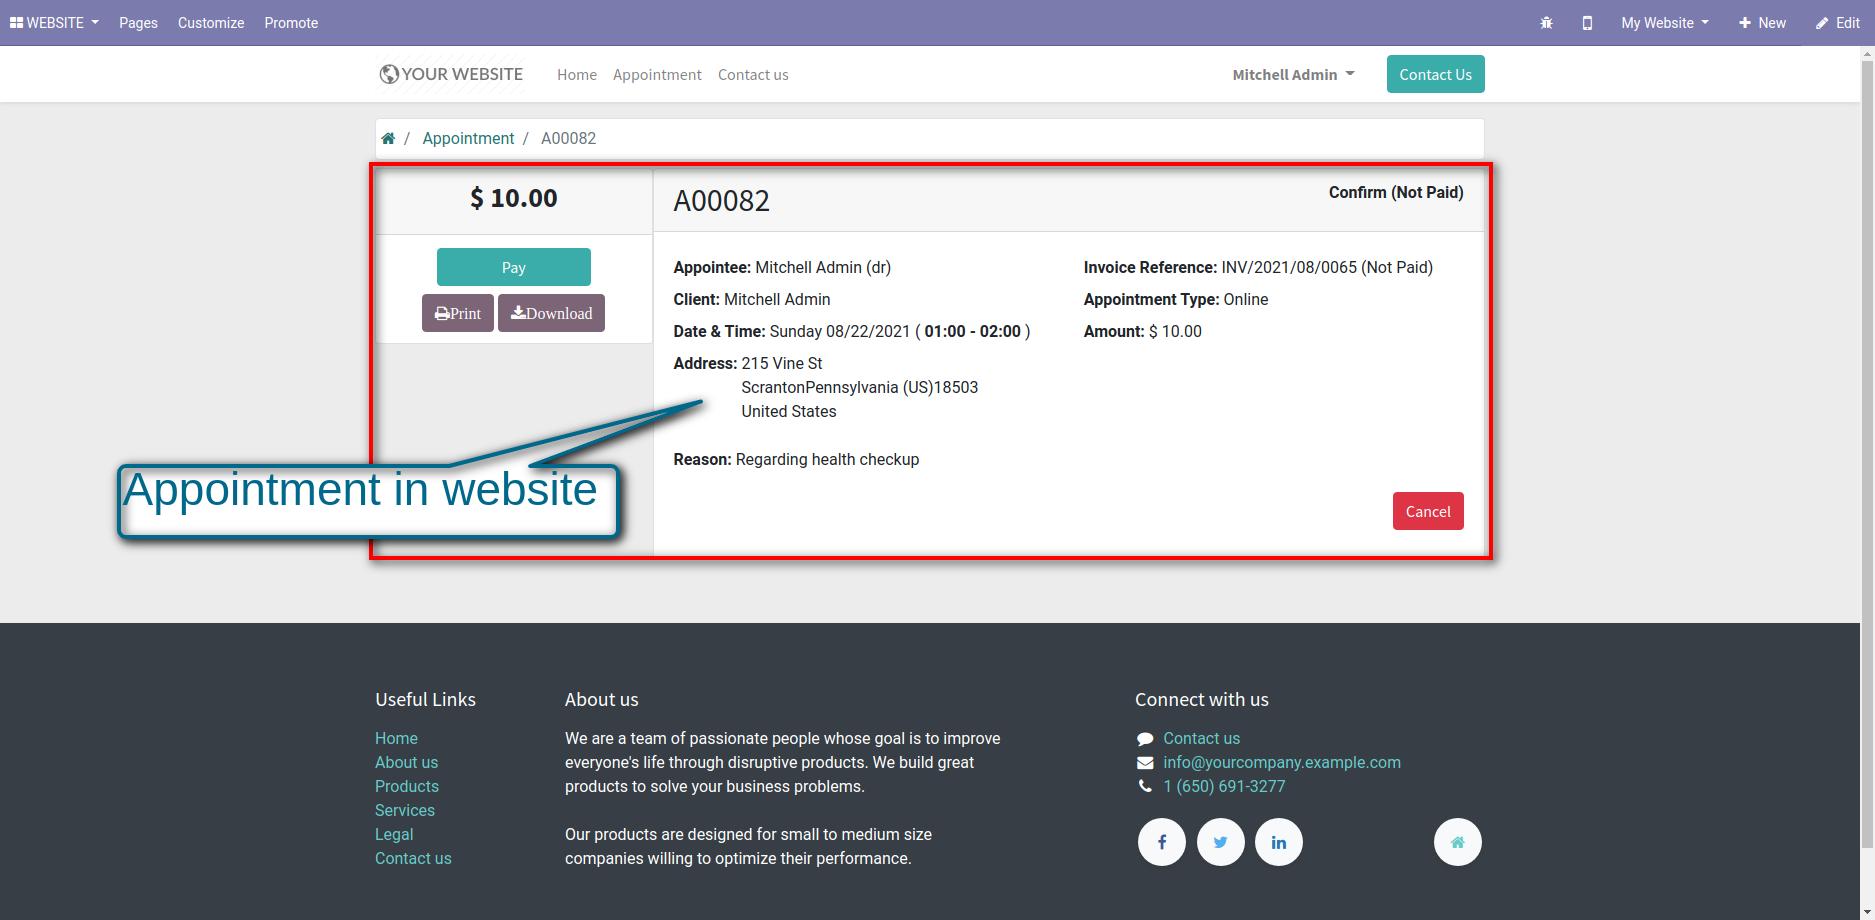 WEBSITE Pages Customize Promote My Website New Edit
YOUR WEBSITE Home Appointment Contact us Mitchell Admin Contact Us
/ Appointment / A00082
$ 10.00
Pay
Print Download
A00082 Confirm (Not Paid)
Appointee: Mitchell Admin (dr) Invoice Reference: INV/2021/08/0065 (Not Paid)
Client: Mitchell Admin Appointment Type: Online
Date & Time: Sunday 08/22/2021 ( 01:00 - 02:00 ) Amount: $ 10.00
Address: 215 Vine St
ScrantonPennsylvania (US)18503
United States
Reason: Regarding health checkup
Appointment in website
Cancel
Useful Links
Home
About us
Products
Services
Legal
Contact us
About us
We are a team of passionate people whose goal is to improve
everyone's life through disruptive products. We build great
products to solve your business problems.
Our products are designed for small to medium size
companies willing to optimize their performance.
Connect with us
Contact us
info@yourcompany.example.com
1 (650) 691-3277